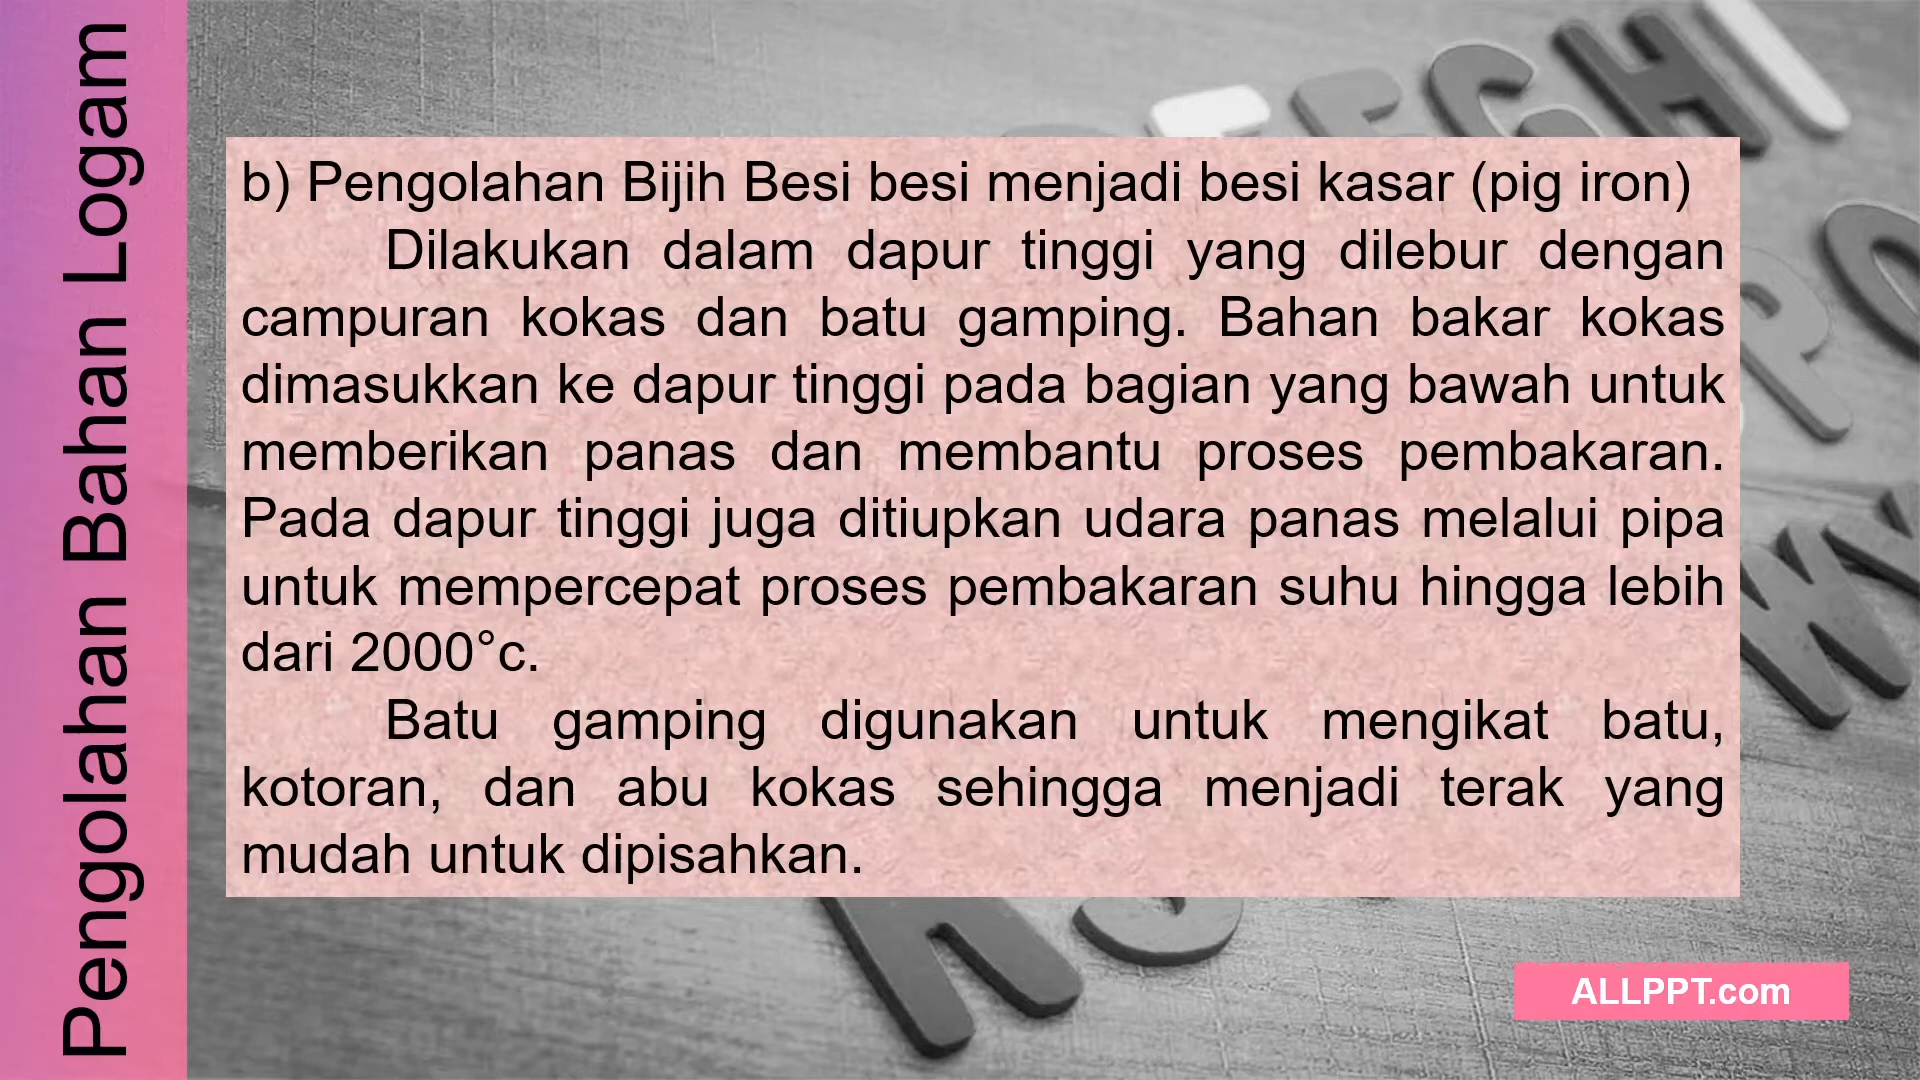 Pengolahan Bahan Logam
b) Pengolahan Bijih Besi besi menjadi besi kasar (pig iron)
Dilakukan dalam dapur tinggi yang dilebur dengan
campuran kokas dan batu gamping. Bahan bakar kokas
dimasukkan ke dapur tinggi pada bagian yang bawah untuk
memberikan panas dan membantu proses pembakaran.
Pada dapur tinggi juga ditiupkan udara panas melalui pipa
untuk mempercepat proses pembakaran suhu hingga lebih
dari 2000°c.
Batu gamping digunakan untuk mengikat batu,
kotoran, dan abu kokas sehingga menjadi terak yang
mudah untuk dipisahkan.
ALLPPT.com